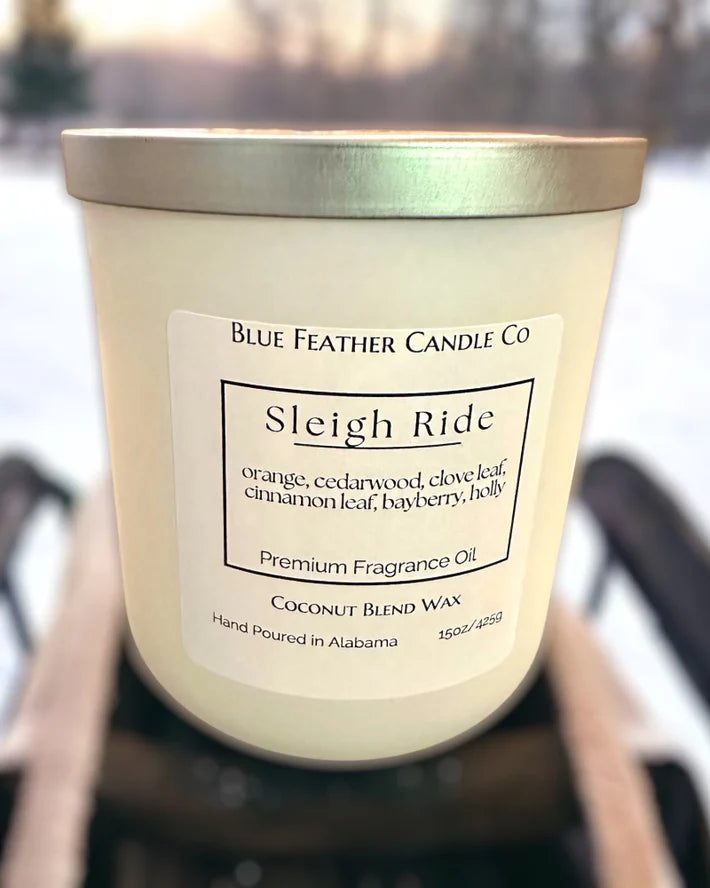 Blue Feather Candle Co
Sleigh Ride
orange, cedarwood, clove leaf,
cinnamon leaf, bayberry, holly
Premium Fragrance Oil
Coconut Blend Wax
Hand Poured in Alabama 15oz/425g